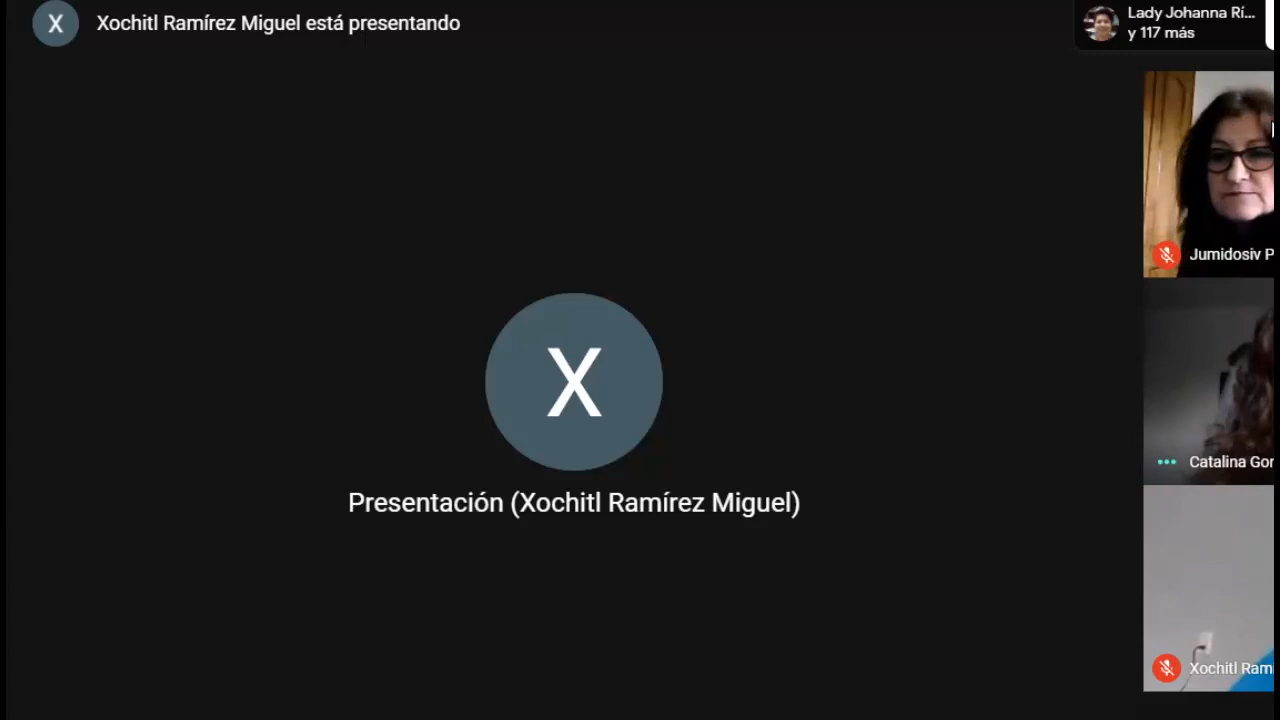 X
Xochitl Ramírez Miguel está presentando
Lady Johanna Rí...
y 117 más
Jumidosiv P
X
Catalina Gor
Presentación (Xochitl Ramírez Miguel)
Xochitl Ram